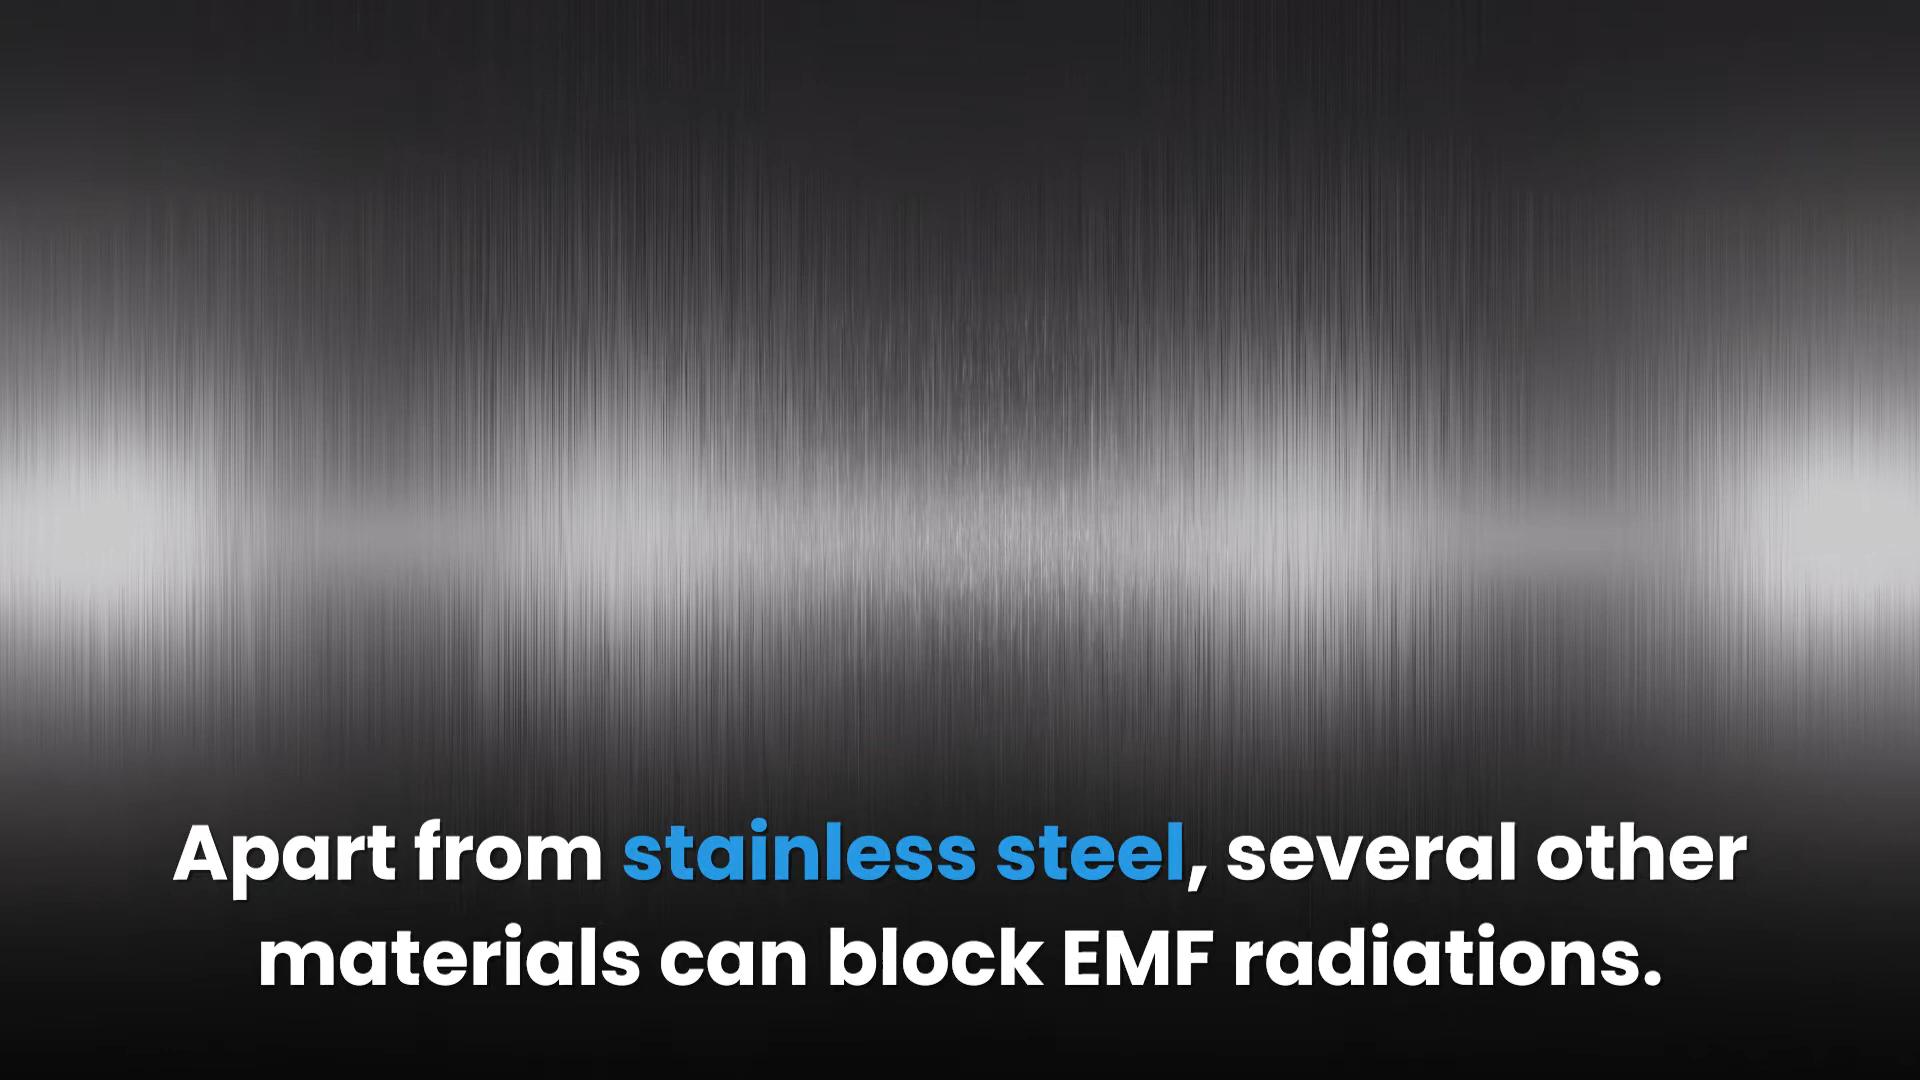 Apart from stainless steel, several other
materials can block EMF radiations.